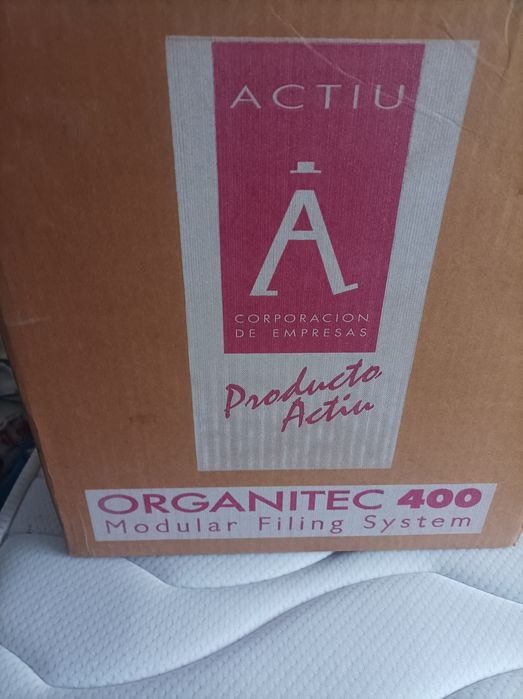 ACTIU
CORPORACION
DE EMPRESAS
Producto
Actiu
ORGANITEC 400
Modular Filing System